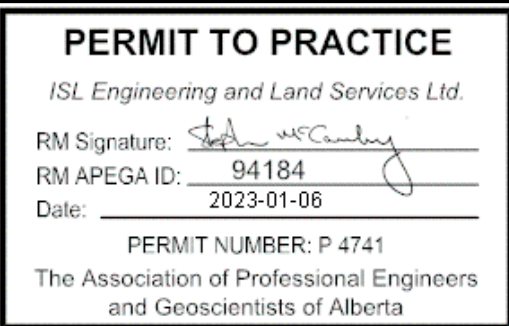 PERMIT TO PRACTICE
ISL Engineering and Land Services Ltd.
RM Signature:
RM APEGA ID: 94184
Date: 2023-01-06
PERMIT NUMBER: P 4741
The Association of Professional Engineers
and Geoscientists of Alberta